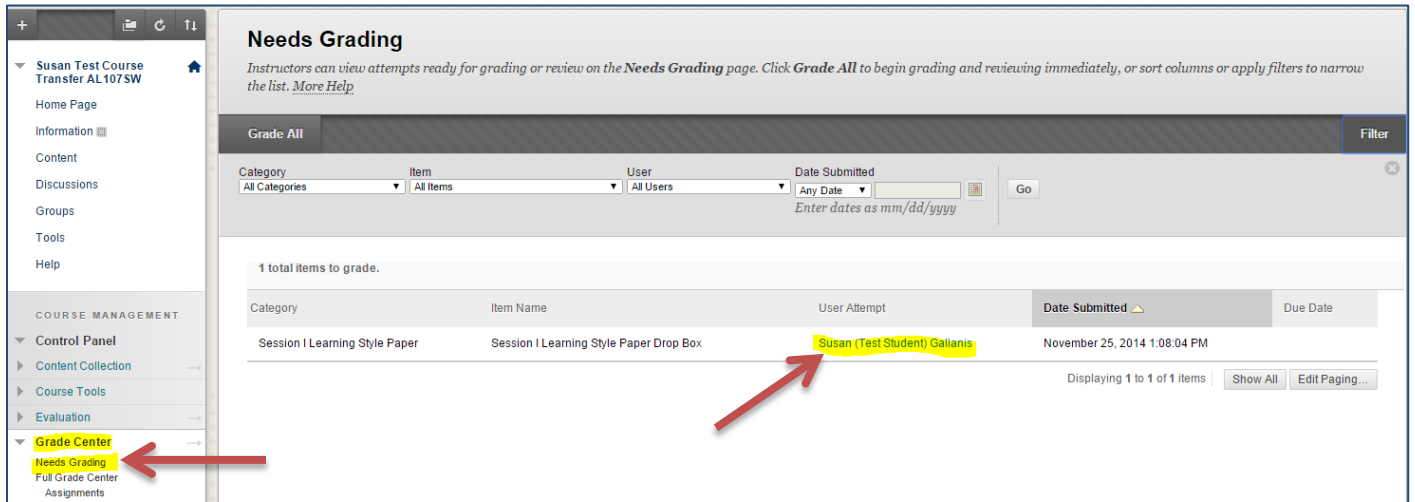 Susan Test Course
Transfer AL107SW
Home Page
Information
Content
Discussions
Groups
Tools
Help
COURSE MANAGEMENT
Control Panel
Content Collection
Course Tools
Evaluation
Grade Center
Needs Grading
Full Grade Center
Assignments
Needs Grading
Instructors can view attempts ready for grading or review on the Needs Grading page. Click Grade All to begin grading and reviewing immediately, or sort columns or apply filters to narrow
the list. More Help
Grade All Filter
Category Item User Date Submitted
All Categories All Items All Users Any Date Go
Enter dates as mm/dd/yyyy
1 total items to grade.
Category Item Name User Attempt Date Submitted Due Date
Session I Learning Style Paper Session I Learning Style Paper Drop Box Susan (Test Student) Galianis November 25, 2014 1:08:04 PM
Displaying 1 to 1 of 1 items Show All Edit Paging...